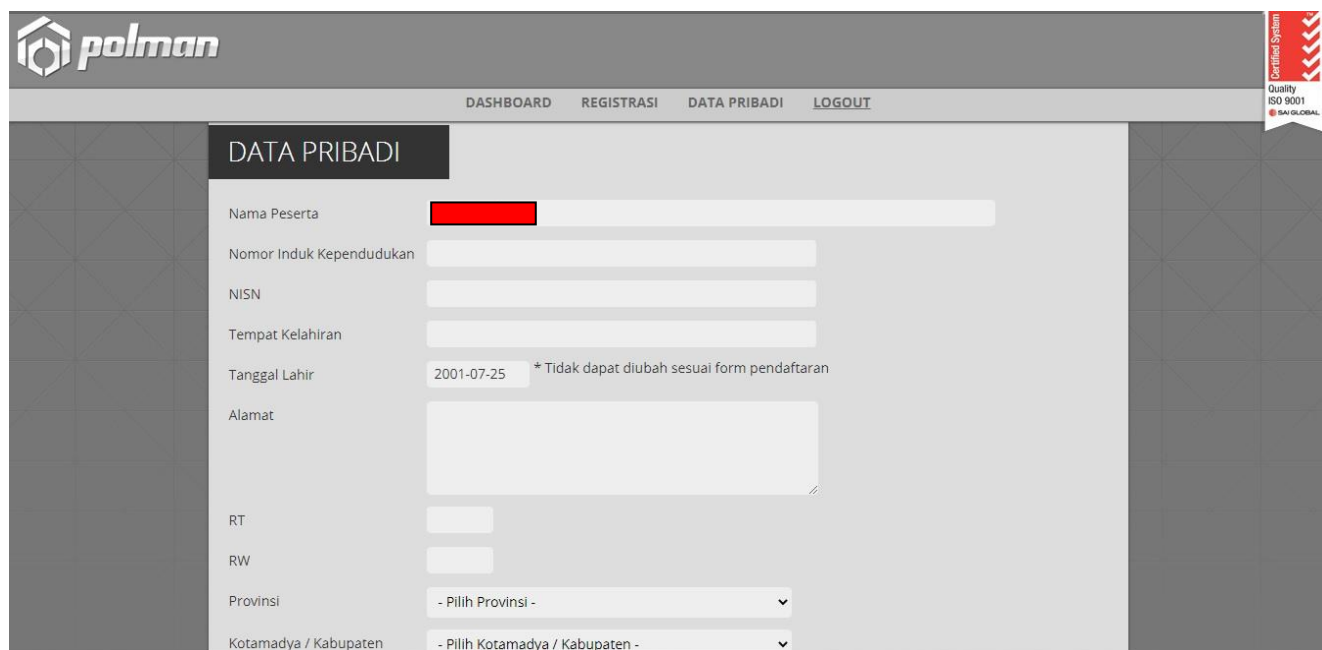 polman
Certified System
Quality
ISO 9001
SAI GLOBAL
DASHBOARD REGISTRASI DATA PRIBADI LOGOUT
DATA PRIBADI
Nama Peserta
Nomor Induk Kependudukan
NISN
Tempat Kelahiran
Tanggal Lahir 2001-07-25 * Tidak dapat diubah sesuai form pendaftaran
Alamat
RT
RW
Provinsi - Pilih Provinsi -
Kotamadya / Kabupaten - Pilih Kotamadya / Kabupaten -